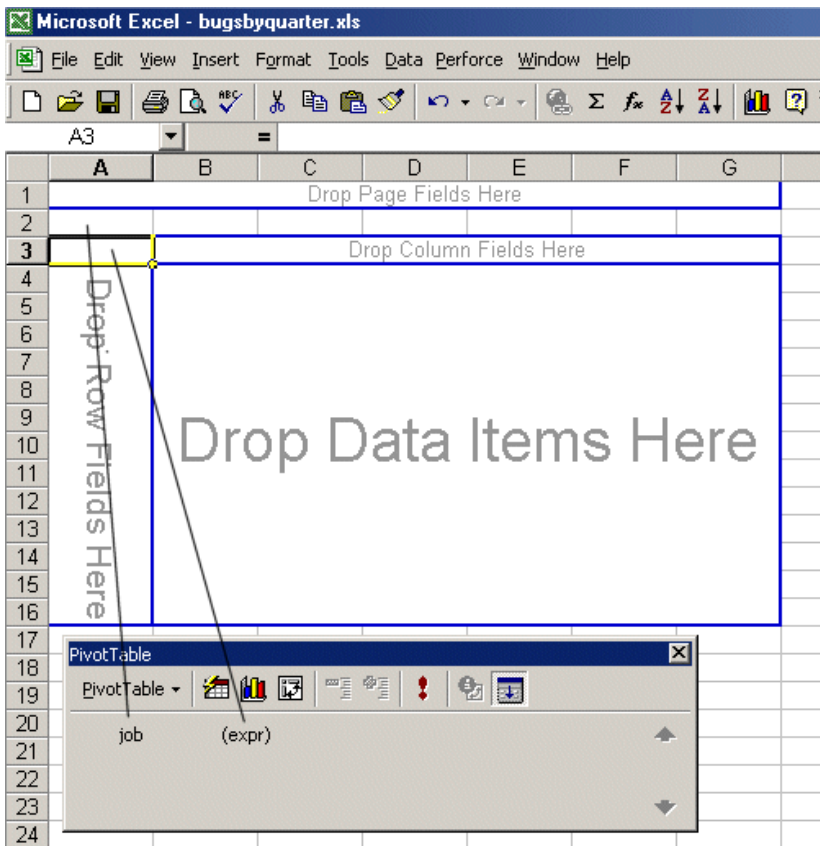 Microsoft Excel - bugsbyquarter.xls
File Edit View Insert Format Tools Data Perforce Window Help
ABC Σ fx A Z Z A ?
A3 =
A B C D E F G
1 Drop Page Fields Here
2
3 Drop Column Fields Here
4
5
6
7
8
9
10
11
12
13
14
15
16
Drop Row Fields Here
Drop Data Items Here
17
18
19
20
21
22
23
24
PivotTable
PivotTable
job (expr)